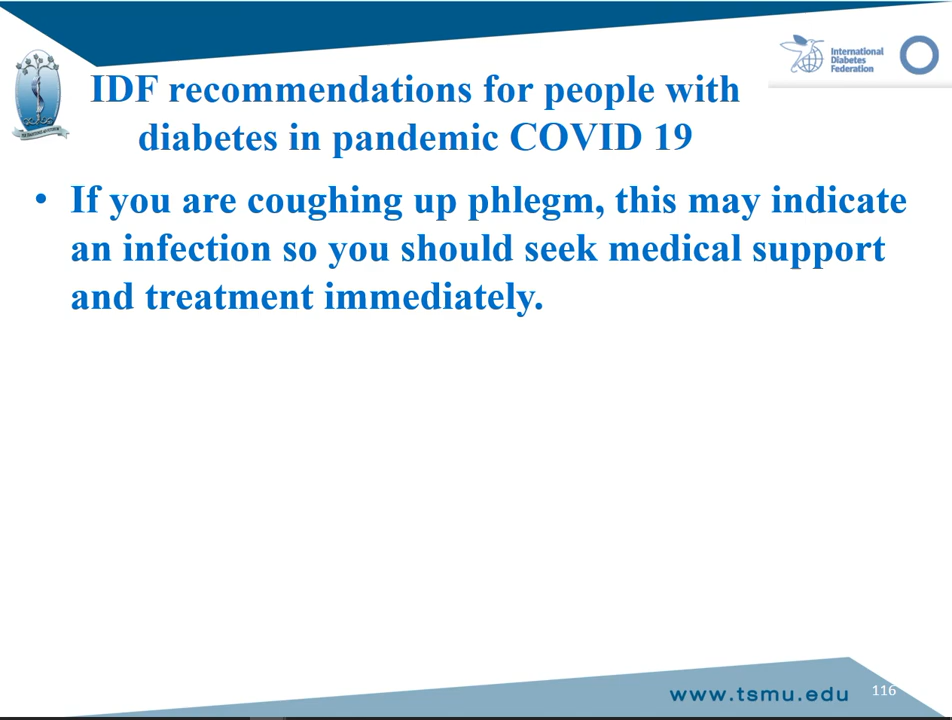 International
Diabetes
Federation
IDF recommendations for people with
diabetes in pandemic COVID 19
• If you are coughing up phlegm, this may indicate
an infection so you should seek medical support
and treatment immediately.
www.tsmu.edu
116